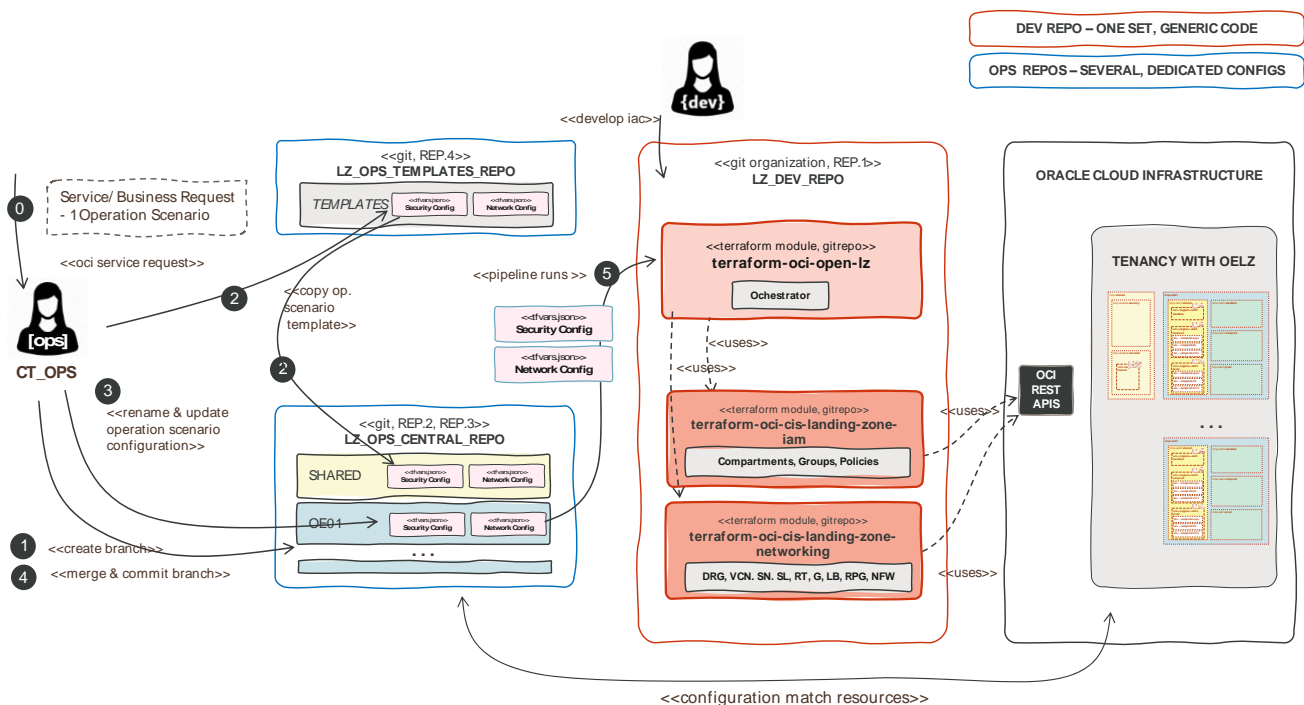 DEV REPO – ONE SET, GENERIC CODE
OPS REPOS – SEVERAL, DEDICATED CONFIGS
{dev}
<<develop iac>>
0
Service/ Business Request
- 1Operation Scenario
<<oci service request>>
[ops]
CT_OPS
<<git, REP.4>>
LZ_OPS_TEMPLATES_REPO
TEMPLATES
<<tfvars.json>>
Security Config
<<tfvars.json>>
Network Config
2
<<copy op.
scenario
template>>
2
3
<<rename & update
operation scenario
configuration>>
1
<<create branch>>
4
<<merge & commit branch>>
<<git, REP.2, REP.3>>
LZ_OPS_CENTRAL_REPO
SHARED
<<tfvars.json>>
Security Config
<<tfvars.json>>
Network Config
OE01
<<tfvars.json>>
Security Config
<<tfvars.json>>
Network Config
...
<<pipeline runs >>
5
<<tfvars.json>>
Security Config
<<tfvars.json>>
Network Config
<<git organization, REP.1>>
LZ_DEV_REPO
<<terraform module, gitrepo>>
terraform-oci-open-lz
Ochestrator
<<uses>>
<<uses>>
<<terraform module, gitrepo>>
terraform-oci-cis-landing-zone-
iam
Compartments, Groups, Policies
<<terraform module, gitrepo>>
terraform-oci-cis-landing-zone-
networking
DRG, VCN. SN. SL, RT, G, LB, RPG, NFW
<<uses>>
<<uses>>
ORACLE CLOUD INFRASTRUCTURE
OCI
REST
APIS
TENANCY WITH OELZ
...
<<configuration match resources>>